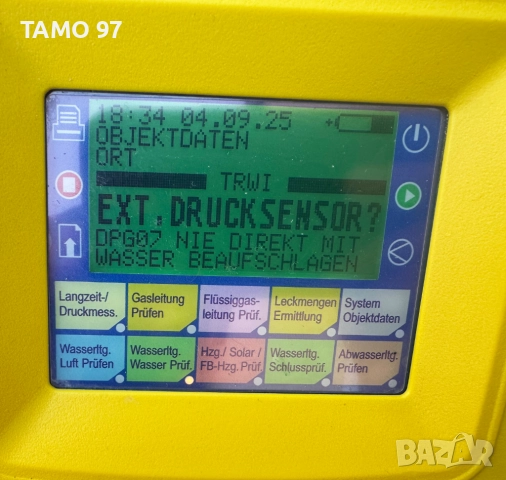 TAMO 97
18:34 04.09.25
OBJEKTDATEN
ORT
TRWI
EXT.DRUCKSENSOR?
DPG07 NIE DIREKT MIT
WASSER BEAUFSCHLAGEN
Langzeit-/
Druckmess.
Gasleitung
Prüfen
Flüssiggas-
leitung Prüf.
Leckmengen
Ermittlung
System
Objektdaten
Wasserltg.
Luft Prüfen
Wasserltg.
Wasser Prüf.
Hzg./ Solar /
FB-Hzg.Prüf
Wasserltg.
Schlussprüf.
Abwasserltg.
Prüfen
BAZAR